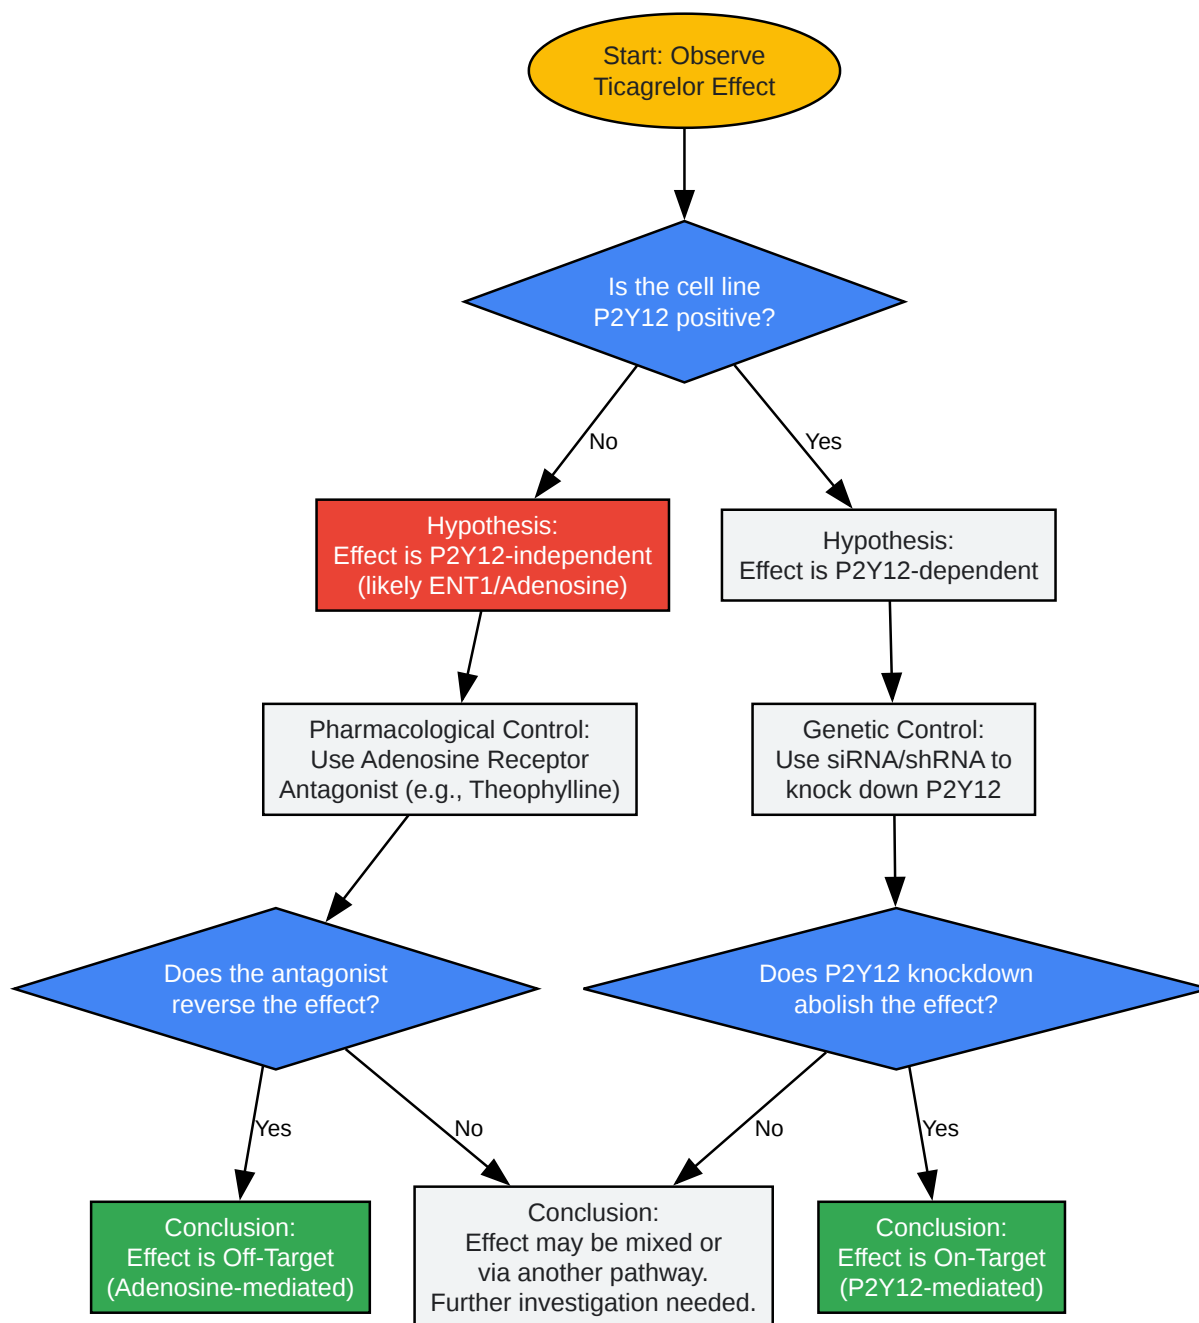 Start: Observe
Ticagrelor Effect
Is the cell line
P2Y12 positive?
No
Yes
Hypothesis:
Effect is P2Y12-independent
(likely ENT1/Adenosine)
Hypothesis:
Effect is P2Y12-dependent
Pharmacological Control:
Use Adenosine Receptor
Antagonist (e.g., Theophylline)
Genetic Control:
Use siRNA/shRNA to
knock down P2Y12
Does the antagonist
reverse the effect?
Does P2Y12 knockdown
abolish the effect?
Yes
No
No
Yes
Conclusion:
Effect is Off-Target
(Adenosine-mediated)
Conclusion:
Effect may be mixed or
via another pathway.
Further investigation needed.
Conclusion:
Effect is On-Target
(P2Y12-mediated)